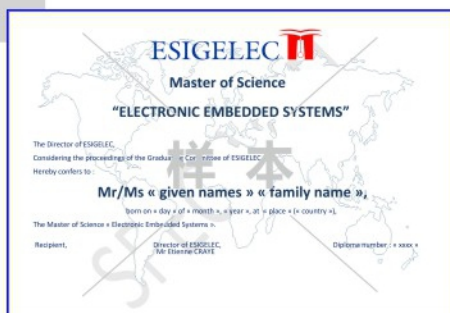 ESIGELEC
Master of Science
“ELECTRONIC EMBEDDED SYSTEMS”
The Director of ESIGELEC,
Considering the proceedings of the Graduate Committee of ESIGELEC
Hereby confers to :
样本
Mr/Ms « given names » « family name »,
born on « day » of « month », « year », at « place » (« country »),
The Master of Science « Electronic Embedded Systems ».
Recipient, Director of ESIGELEC, Diploma number : « xxxx »
Mr Etienne CRAYE